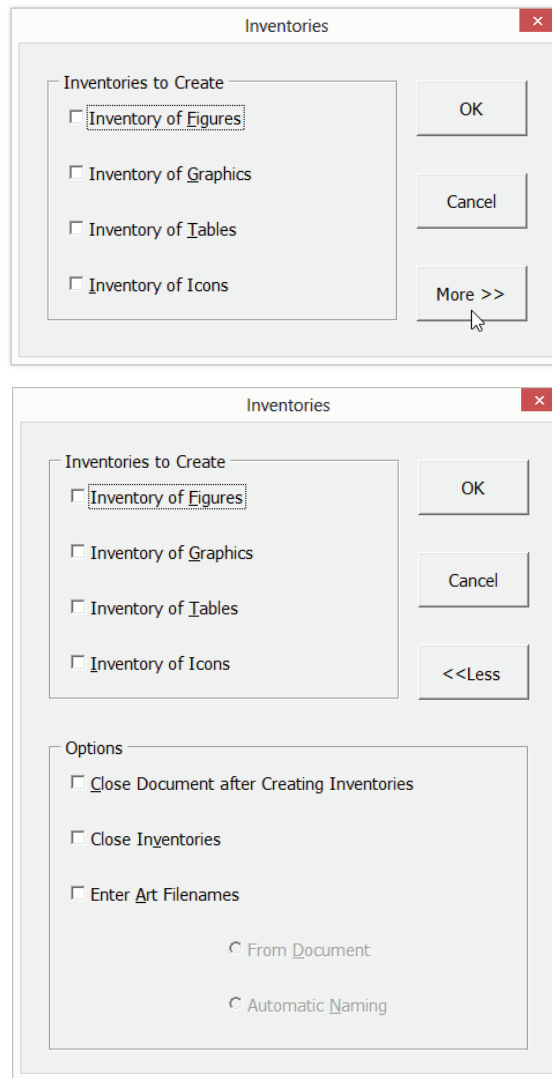 Inventories
Inventories to Create
Inventory of Figures
OK
Inventory of Graphics
Cancel
Inventory of Tables
Inventory of Icons
More >>
Inventories
Inventories to Create
Inventory of Figures
OK
Inventory of Graphics
Cancel
Inventory of Tables
Inventory of Icons
<<Less
Options
Close Document after Creating Inventories
Close Inventories
Enter Art Filenames
From Document
Automatic Naming